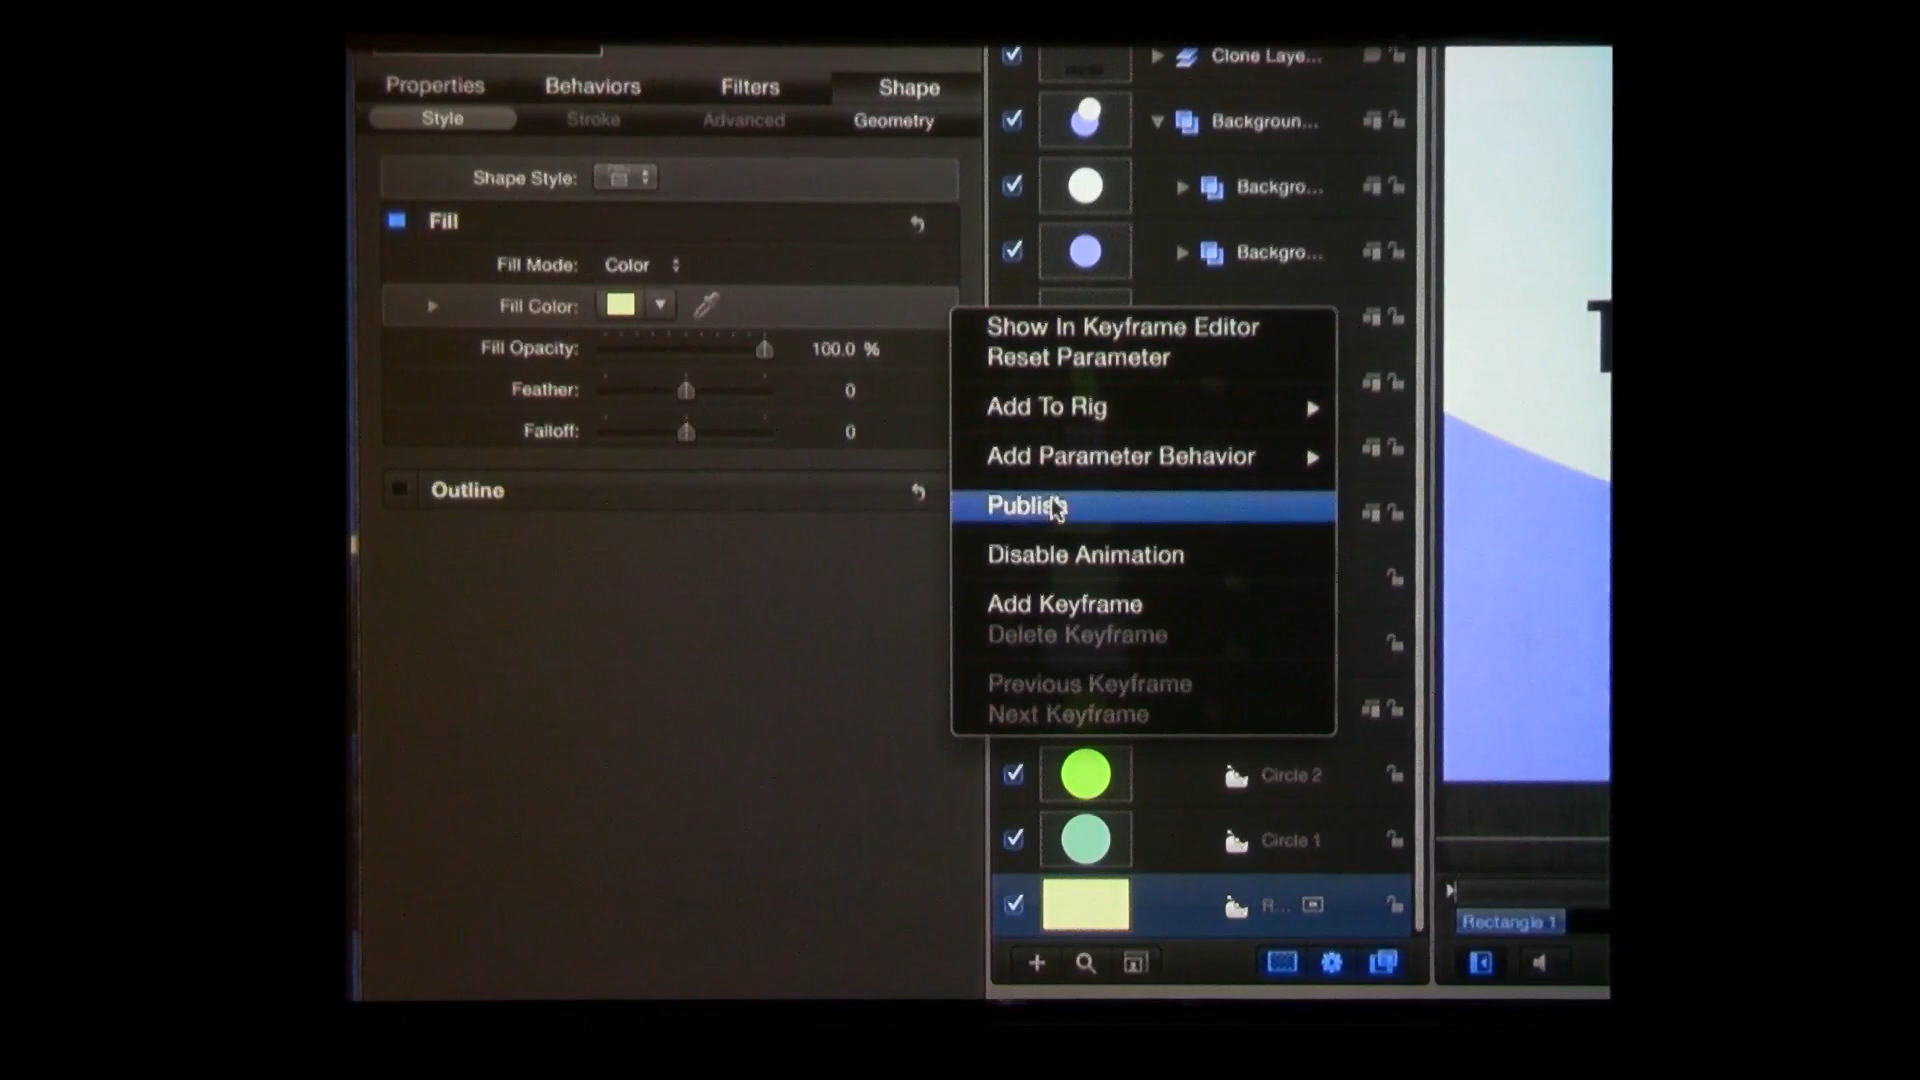 Properties Behaviors Filters Shape
Style Stroke Advanced Geometry
Shape Style:
Fill
Fill Mode: Color
Fill Color:
Fill Opacity: 100.0 %
Feather: 0
Falloff: 0
Outline
Clone Laye...
Backgroun...
Backgro...
Backgro...
Show In Keyframe Editor
Reset Parameter
Add To Rig
Add Parameter Behavior
Publish
Disable Animation
Add Keyframe
Delete Keyframe
Previous Keyframe
Next Keyframe
Circle 2
Circle 1
R...
T
Rectangle 1